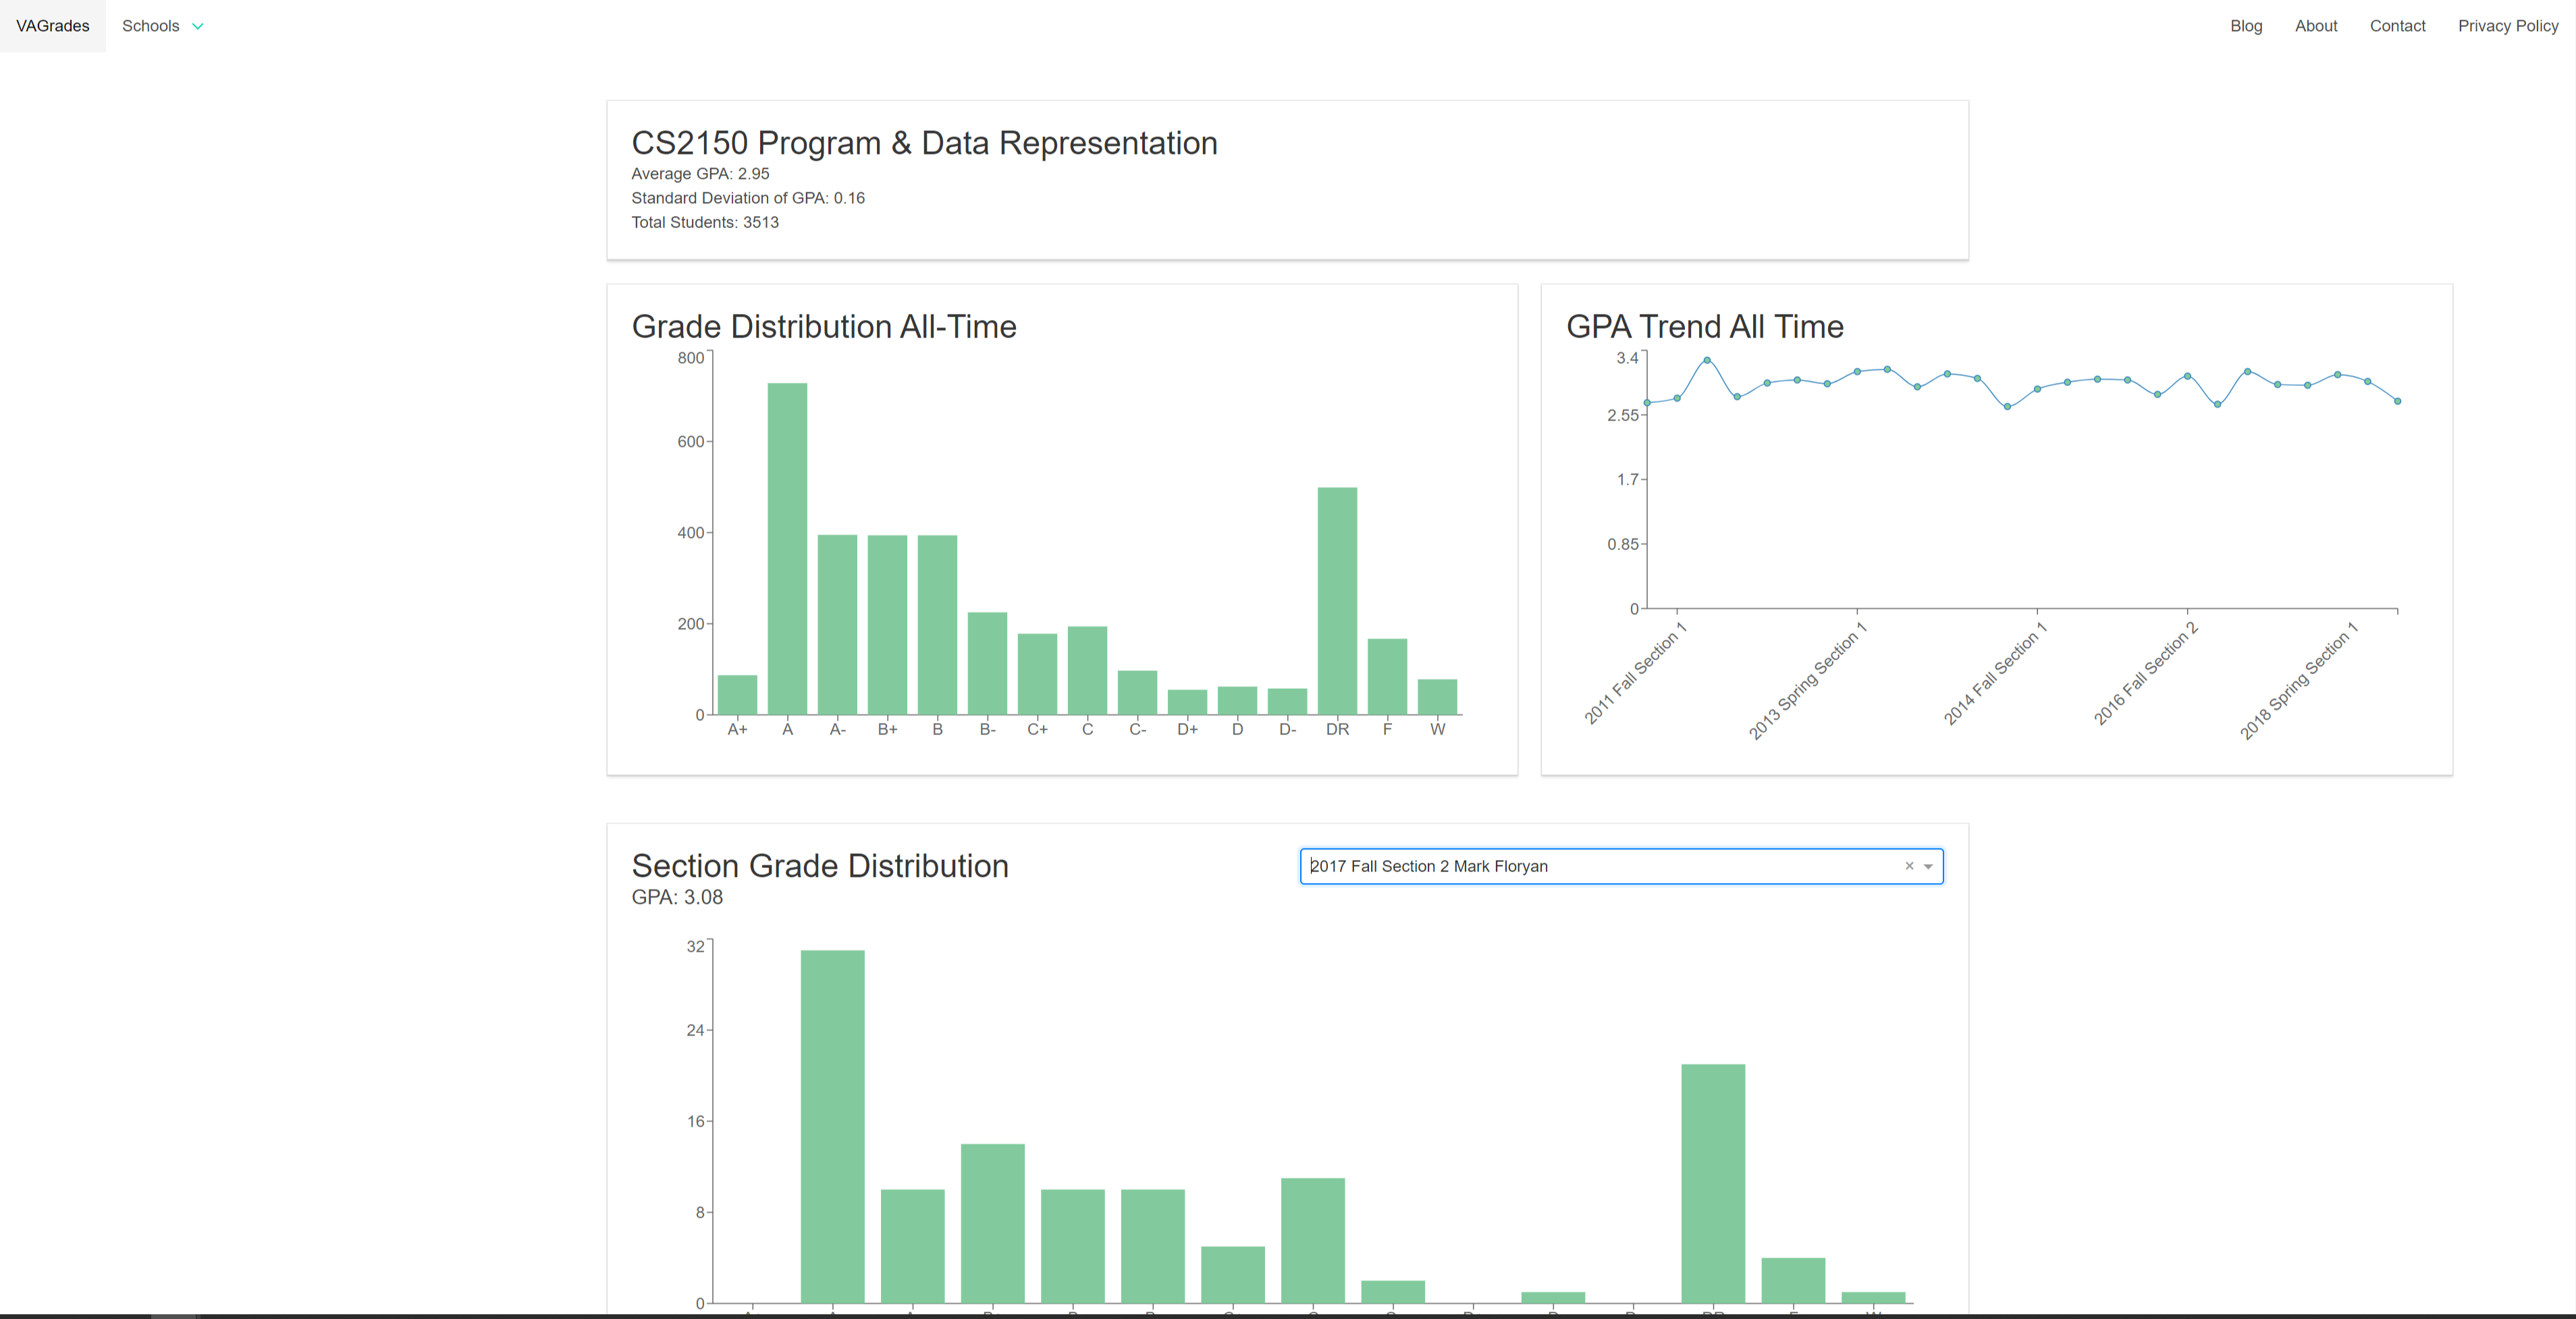 VAGrades Schools Blog About Contact Privacy Policy
CS2150 Program & Data Representation
Average GPA: 2.95
Standard Deviation of GPA: 0.16
Total Students: 3513
Grade Distribution All-Time
800
600
400
200
0
A+ A A- B+ B B- C+ C C- D+ D D- DR F W
GPA Trend All Time
3.4
2.55
1.7
0.85
0
2011 Fall Section 1
2013 Spring Section 1
2014 Fall Section 1
2016 Fall Section 2
2018 Spring Section 1
Section Grade Distribution
2017 Fall Section 2 Mark Floryan
GPA: 3.08
32
24
16
8
0